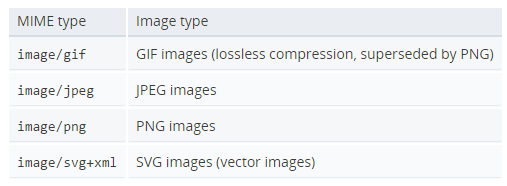 MIME type Image type
image/gif GIF images (lossless compression, superseded by PNG)
image/jpeg JPEG images
image/png PNG images
image/svg+xml SVG images (vector images)